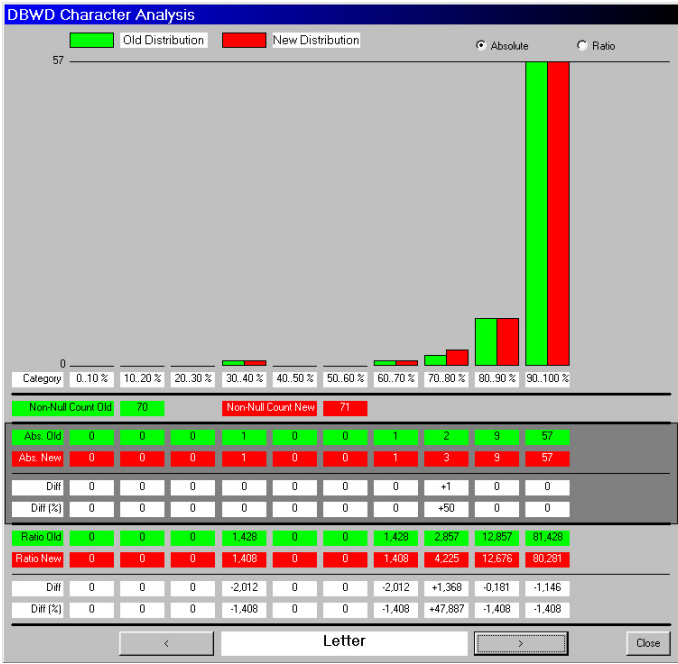 DBWD Character Analysis
Old Distribution New Distribution Absolute Ratio
57
0
Category 0..10 % 10..20 % 20..30 % 30..40 % 40..50 % 50..60 % 60..70 % 70..80 % 80..90 % 90..100 %
Non-Null Count Old 70 Non-Null Count New 71
Abs. Old 0 0 0 1 0 0 1 2 9 57
Abs. New 0 0 0 1 0 0 1 3 9 57
Diff 0 0 0 0 0 0 0 +1 0 0
Diff (%) 0 0 0 0 0 0 0 +50 0 0
Ratio Old 0 0 0 1,428 0 0 1,428 2,857 12,857 81,428
Ratio New 0 0 0 1,408 0 0 1,408 4,225 12,676 80,281
Diff 0 0 0 -2,012 0 0 -2,012 +1,368 -0,181 -1,146
Diff (%) 0 0 0 -1,408 0 0 -1,408 +47,887 -1,408 -1,408
< Letter > Close